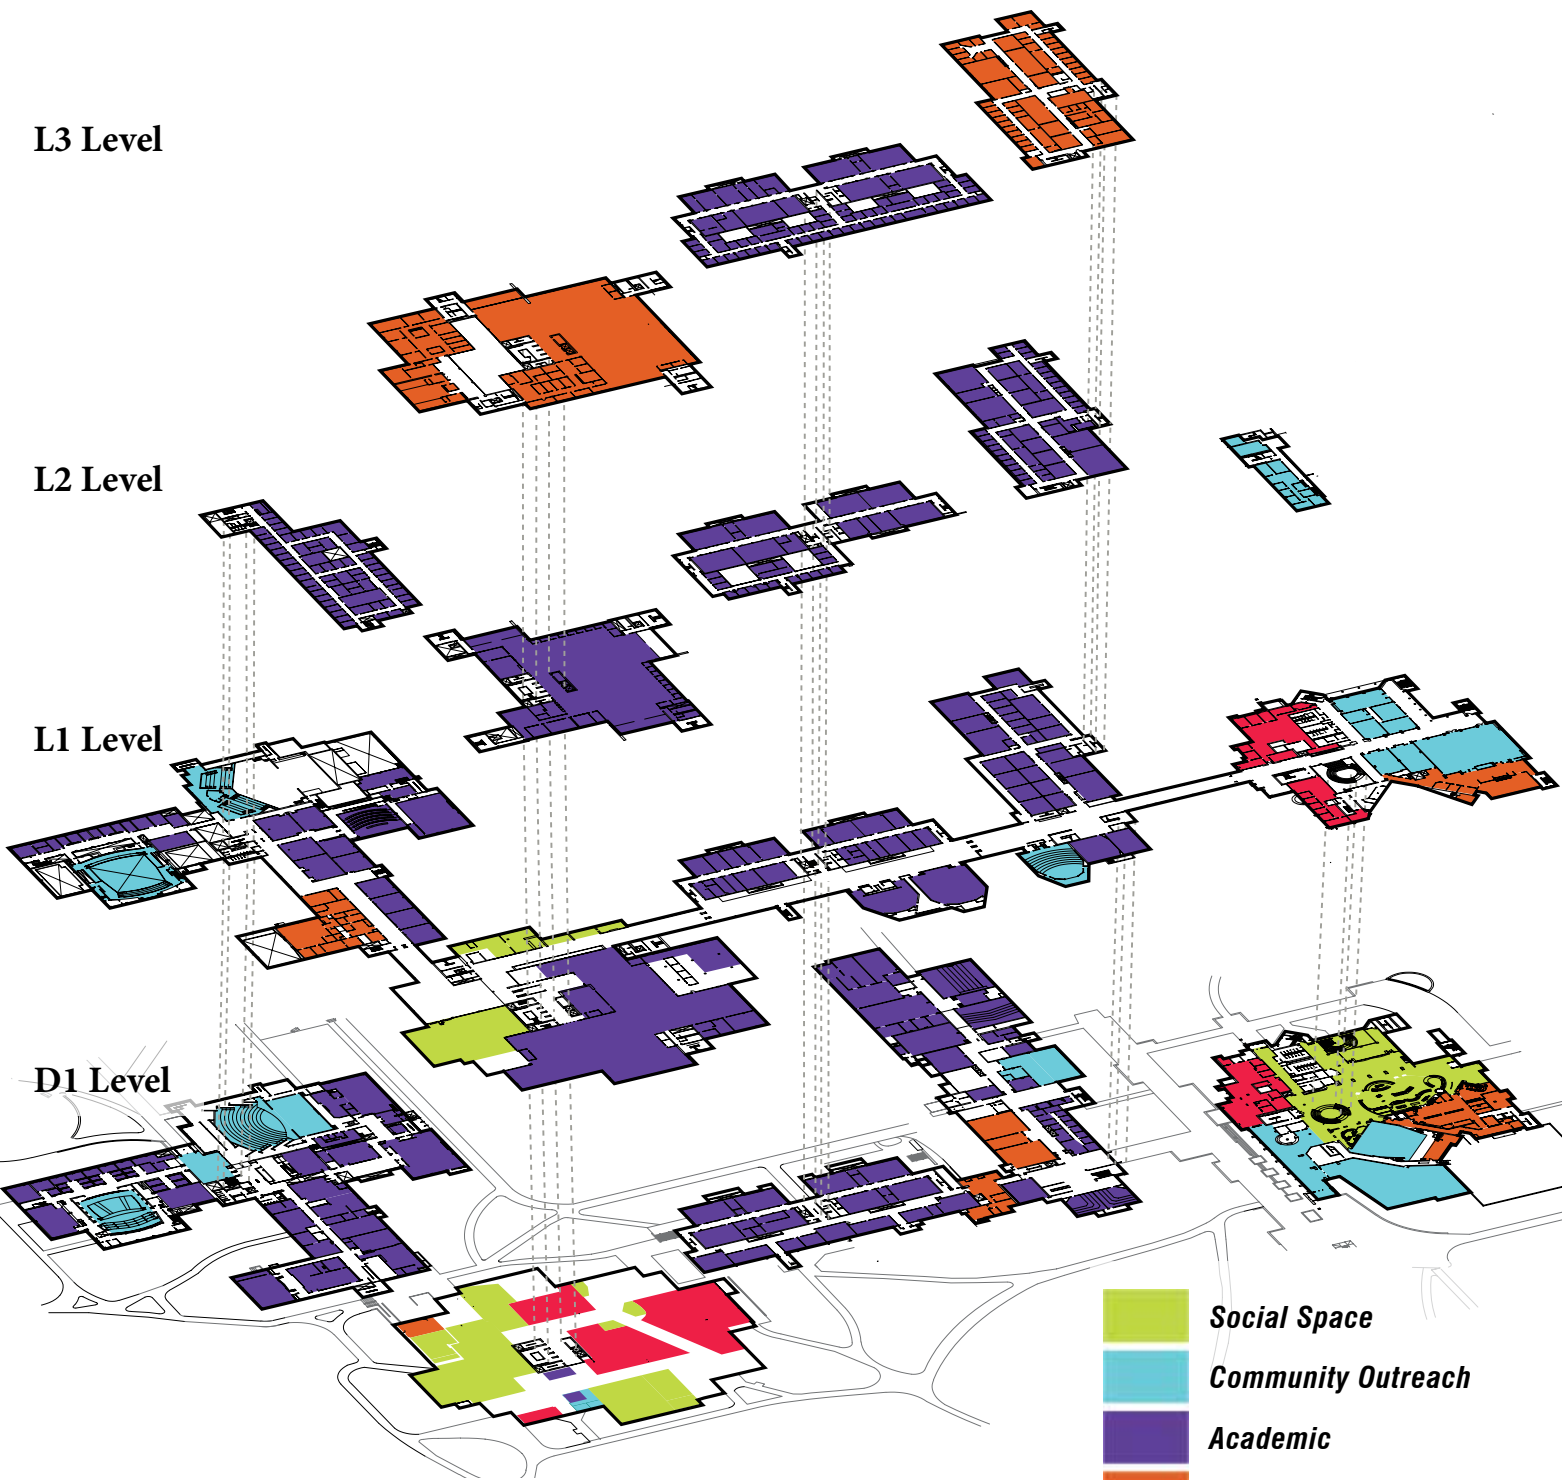 L3 Level
L2 Level
L1 Level
D1 Level
Social Space
Community Outreach
Academic